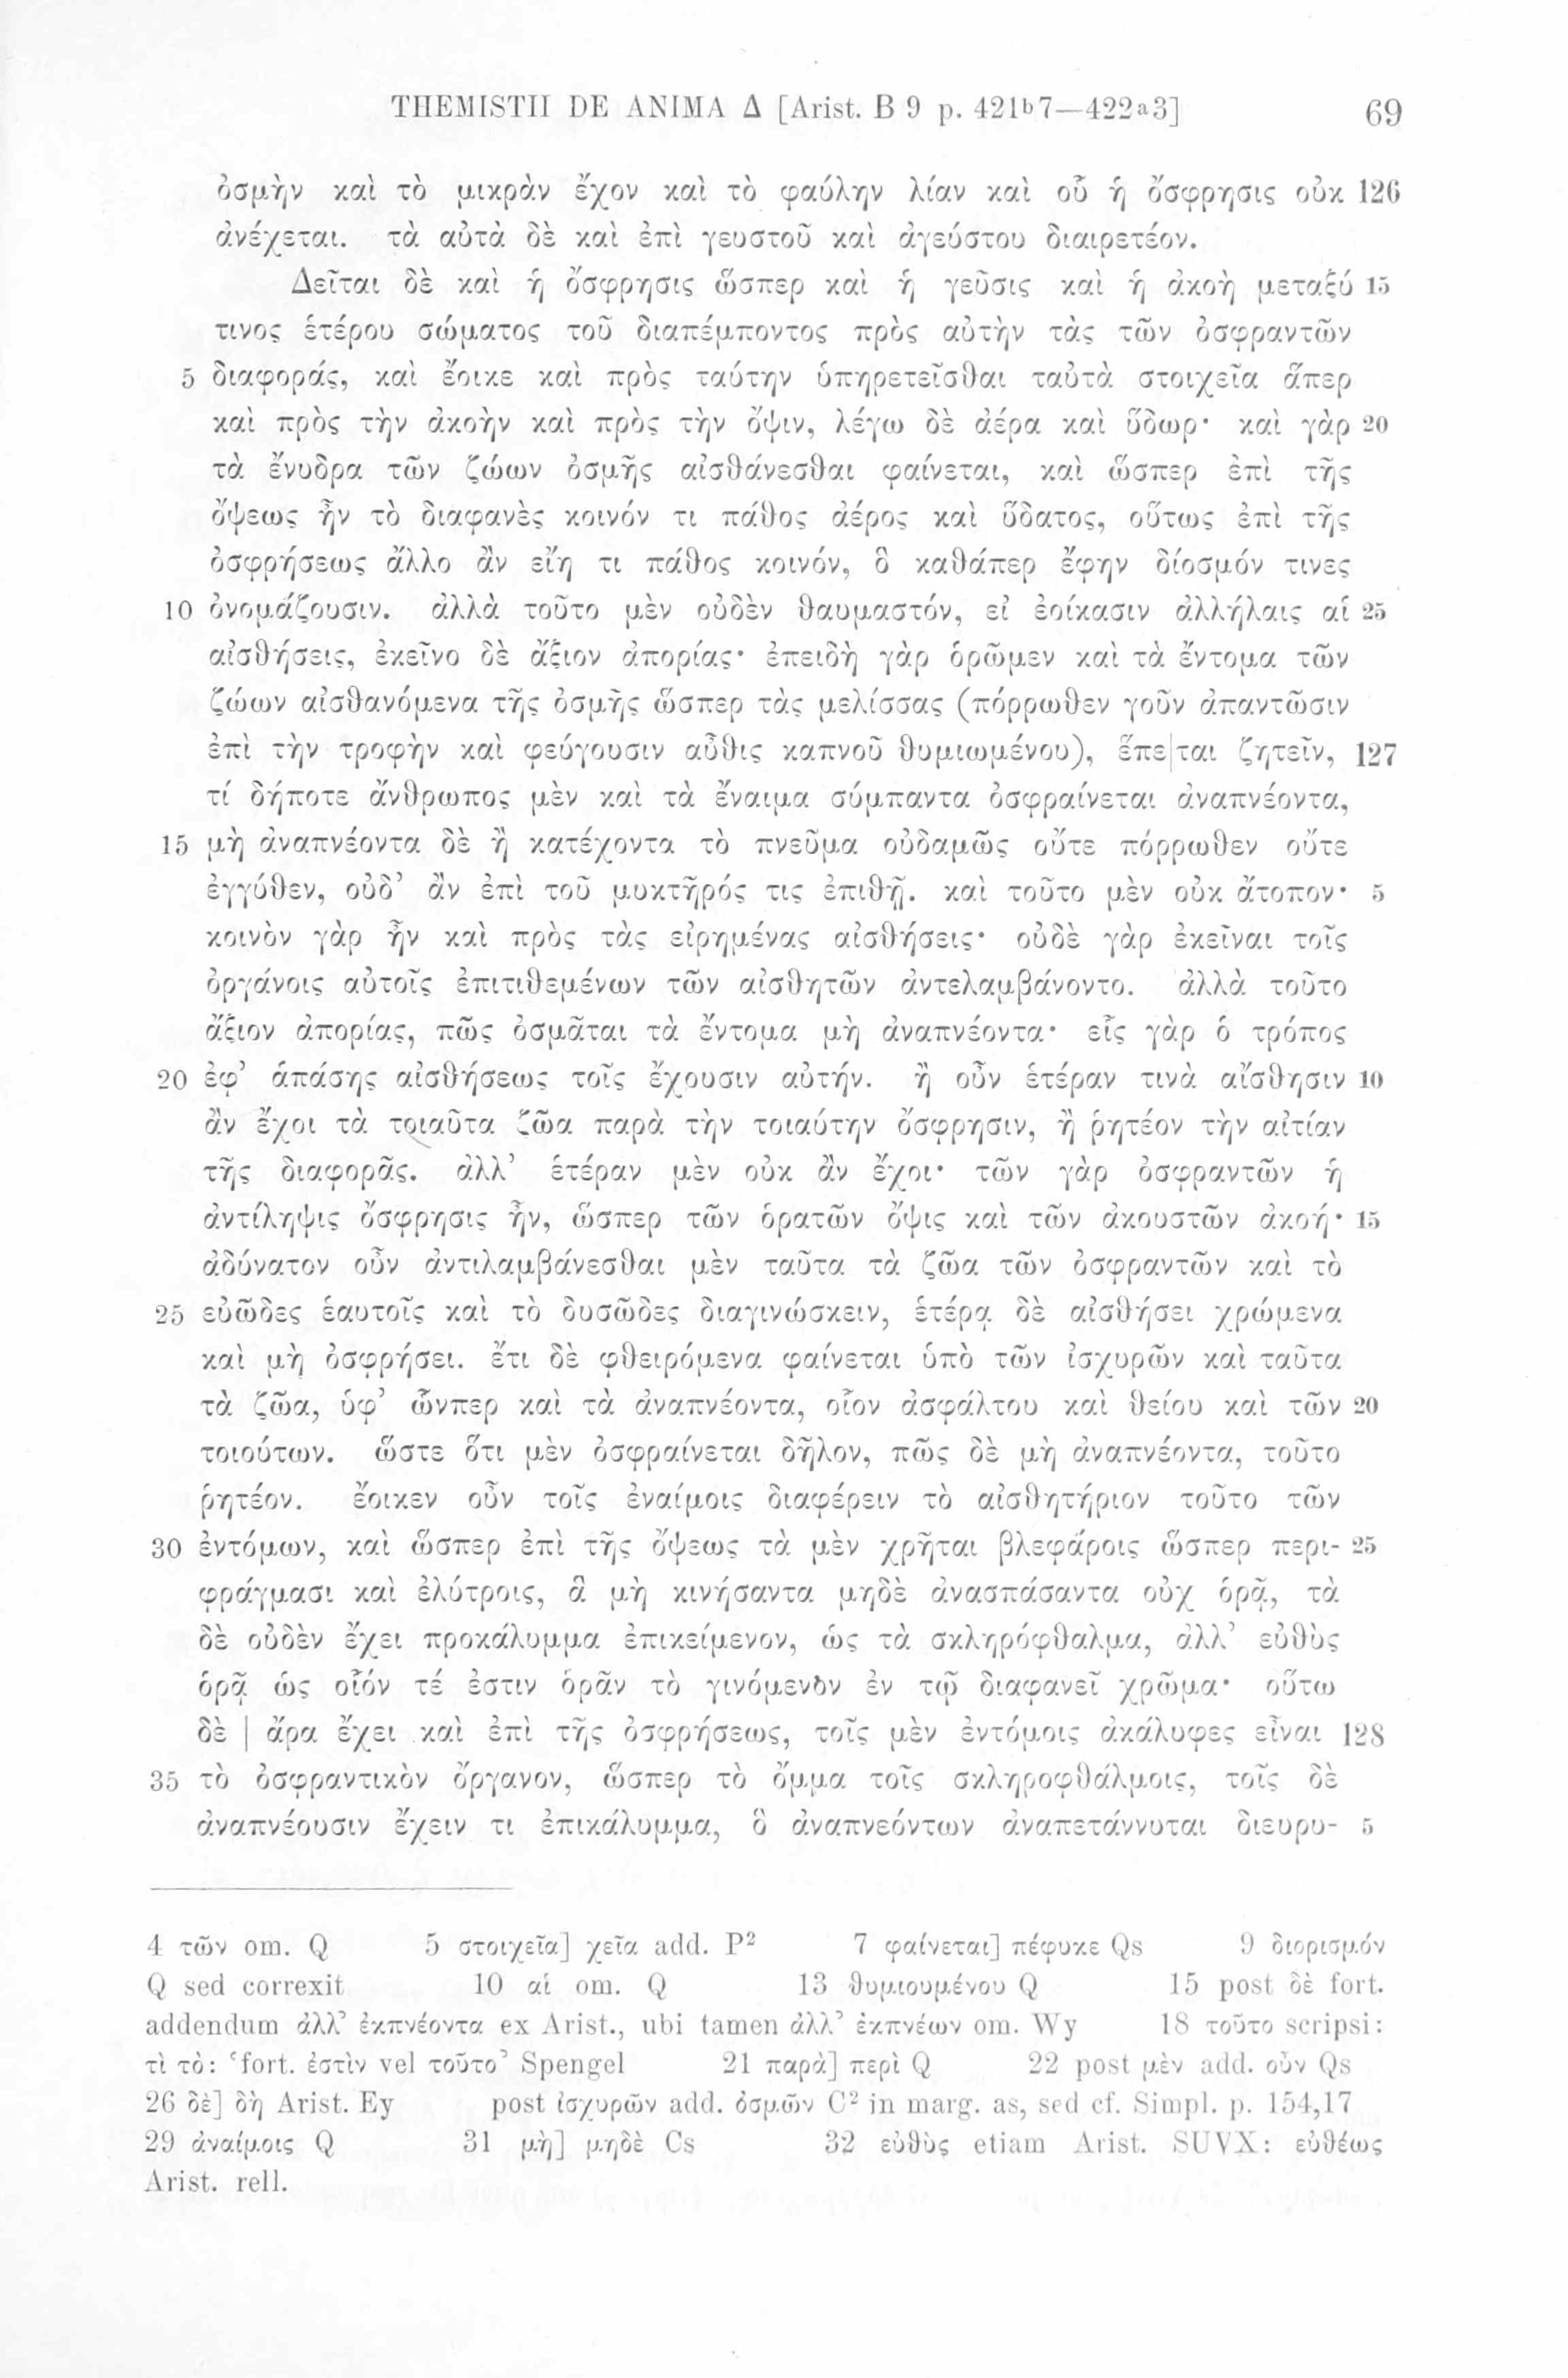 THEMISTII DE ANIMA Δ [Arist. B 9 p. 421b7—422a3] 69
ὀσμὴν καὶ τὸ μικρὰν ἔχον καὶ τὸ φαύλην λίαν καὶ οὗ ἡ ὄσφρησις οὐκ 126
ἀνέχεται. τὰ αὐτὰ δὲ καὶ ἐπὶ γευστοῦ καὶ ἀγεύστου διαιρετέον.
Δεῖται δὲ καὶ ἡ ὄσφρησις ὥσπερ καὶ ἡ γεῦσις καὶ ἡ ἀκοὴ μεταξύ 15
τινος ἑτέρου σώματος τοῦ διαπέμποντος πρὸς αὐτὴν τὰς τῶν ὀσφραντῶν
5 διαφοράς, καὶ ἔοικε καὶ πρὸς ταύτην ὑπηρετεῖσθαι ταὐτὰ στοιχεῖα ἅπερ
καὶ πρὸς τὴν ἀκοὴν καὶ πρὸς τὴν ὄψιν, λέγω δὲ ἀέρα καὶ ὕδωρ· καὶ γὰρ 20
τὰ ἔνυδρα τῶν ζώων ὀσμῆς αἰσθάνεσθαι φαίνεται, καὶ ὥσπερ ἐπὶ τῆς
ὄψεως ἦν τὸ διαφανὲς κοινόν τι πάθος ἀέρος καὶ ὕδατος, οὕτως ἐπὶ τῆς
ὀσφρήσεως ἄλλο ἂν εἴη τι πάθος κοινόν, ὃ καθάπερ ἔφην δίοσμόν τινες
10 ὀνομάζουσιν. ἀλλὰ τοῦτο μὲν οὐδὲν θαυμαστόν, εἰ ἐοίκασιν ἀλλήλαις αἱ 25
αἰσθήσεις, ἐκεῖνο δὲ ἄξιον ἀπορίας· ἐπειδὴ γὰρ ὁρῶμεν καὶ τὰ ἔντομα τῶν
ζώων αἰσθανόμενα τῆς ὀσμῆς ὥσπερ τὰς μελίσσας (πόρρωθεν γοῦν ἀπαντῶσιν
ἐπὶ τὴν τροφὴν καὶ φεύγουσιν αὖθις καπνοῦ θυμιωμένου), ἕπε|ται ζητεῖν, 127
τί δήποτε ἄνθρωπος μὲν καὶ τὰ ἔναιμα σύμπαντα ὀσφραίνεται ἀναπνέοντα,
15 μὴ ἀναπνέοντα δὲ ἢ κατέχοντα τὸ πνεῦμα οὐδαμῶς οὔτε πόρρωθεν οὔτε
ἐγγύθεν, οὐδ’ ἂν ἐπὶ τοῦ μυκτῆρός τις ἐπιθῇ. καὶ τοῦτο μὲν οὐκ ἄτοπον· 5
κοινὸν γὰρ ἦν καὶ πρὸς τὰς εἰρημένας αἰσθήσεις· οὐδὲ γὰρ ἐκεῖναι τοῖς
ὀργάνοις αὐτοῖς ἐπιτιθεμένων τῶν αἰσθητῶν ἀντελαμβάνοντο. ἀλλὰ τοῦτο
ἄξιον ἀπορίας, πῶς ὀσμᾶται τὰ ἔντομα μὴ ἀναπνέοντα· εἷς γὰρ ὁ τρόπος
20 ἐφ’ ἁπάσης αἰσθήσεως τοῖς ἔχουσιν αὐτήν. ἢ οὖν ἑτέραν τινὰ αἴσθησιν 10
ἂν ἔχοι τὰ τοιαῦτα ζῶα παρὰ τὴν τοιαύτην ὄσφρησιν, ἢ ῥητέον τὴν αἰτίαν
τῆς διαφορᾶς. ἀλλ’ ἑτέραν μὲν οὐκ ἂν ἔχοι· τῶν γὰρ ὀσφραντῶν ἡ
ἀντίληψις ὄσφρησις ἦν, ὥσπερ τῶν ὁρατῶν ὄψις καὶ τῶν ἀκουστῶν ἀκοή· 15
ἀδύνατον οὖν ἀντιλαμβάνεσθαι μὲν ταῦτα τὰ ζῶα τῶν ὀσφραντῶν καὶ τὸ
25 εὐῶδες ἑαυτοῖς καὶ τὸ δυσῶδες διαγινώσκειν, ἑτέρᾳ δὲ αἰσθήσει χρώμενα
καὶ μὴ ὀσφρήσει. ἔτι δὲ φθειρόμενα φαίνεται ὑπὸ τῶν ἰσχυρῶν καὶ ταῦτα
τὰ ζῶα, ὑφ’ ὧνπερ καὶ τὰ ἀναπνέοντα, οἷον ἀσφάλτου καὶ θείου καὶ τῶν 20
τοιούτων. ὥστε ὅτι μὲν ὀσφραίνεται δῆλον, πῶς δὲ μὴ ἀναπνέοντα, τοῦτο
ῥητέον. ἔοικεν οὖν τοῖς ἐναίμοις διαφέρειν τὸ αἰσθητήριον τοῦτο τῶν
30 ἐντόμων, καὶ ὥσπερ ἐπὶ τῆς ὄψεως τὰ μὲν χρῆται βλεφάροις ὥσπερ περι- 25
φράγμασι καὶ ἐλύτροις, ἃ μὴ κινήσαντα μηδὲ ἀνασπάσαντα οὐχ ὁρᾷ, τὰ
δὲ οὐδὲν ἔχει προκάλυμμα ἐπικείμενον, ὡς τὰ σκληρόφθαλμα, ἀλλ’ εὐθὺς
ὁρᾷ ὡς οἷόν τέ ἐστιν ὁρᾶν τὸ γινόμενον ἐν τῷ διαφανεῖ χρῶμα· οὕτω
δὲ | ἄρα ἔχει καὶ ἐπὶ τῆς ὀσφρήσεως, τοῖς μὲν ἐντόμοις ἀκάλυφες εἶναι 128
35 τὸ ὀσφραντικὸν ὄργανον, ὥσπερ τὸ ὄμμα τοῖς σκληροφθάλμοις, τοῖς δὲ
ἀναπνέουσιν ἔχειν τι ἐπικάλυμμα, ὃ ἀναπνεόντων ἀναπετάννυται διευρυ- 5
4 τῶν om. Q 5 στοιχεῖα] χεῖα add. P² 7 φαίνεται] πέφυκε Qs 9 διορισμόν
Q sed correxit 10 αἱ om. Q 13 θυμιουμένου Q 15 post δὲ fort.
addendum ἀλλ’ ἐκπνέοντα ex Arist., ubi tamen ἀλλ’ ἐκπνέων om. Wy 18 τοῦτο scripsi:
τὶ τὸ: ‘fort. ἐστὶν vel τοῦτο’ Spengel 21 παρὰ] περὶ Q 22 post μὲν add. οὖν Qs
26 δὲ] δὴ Arist. Ey post ἰσχυρῶν add. ὀσμῶν C² in marg. as, sed cf. Simpl. p. 154,17
29 ἀναίμοις Q 31 μὴ] μηδὲ Cs 32 εὐθὺς etiam Arist. SUVX: εὐθέως
Arist. rell.